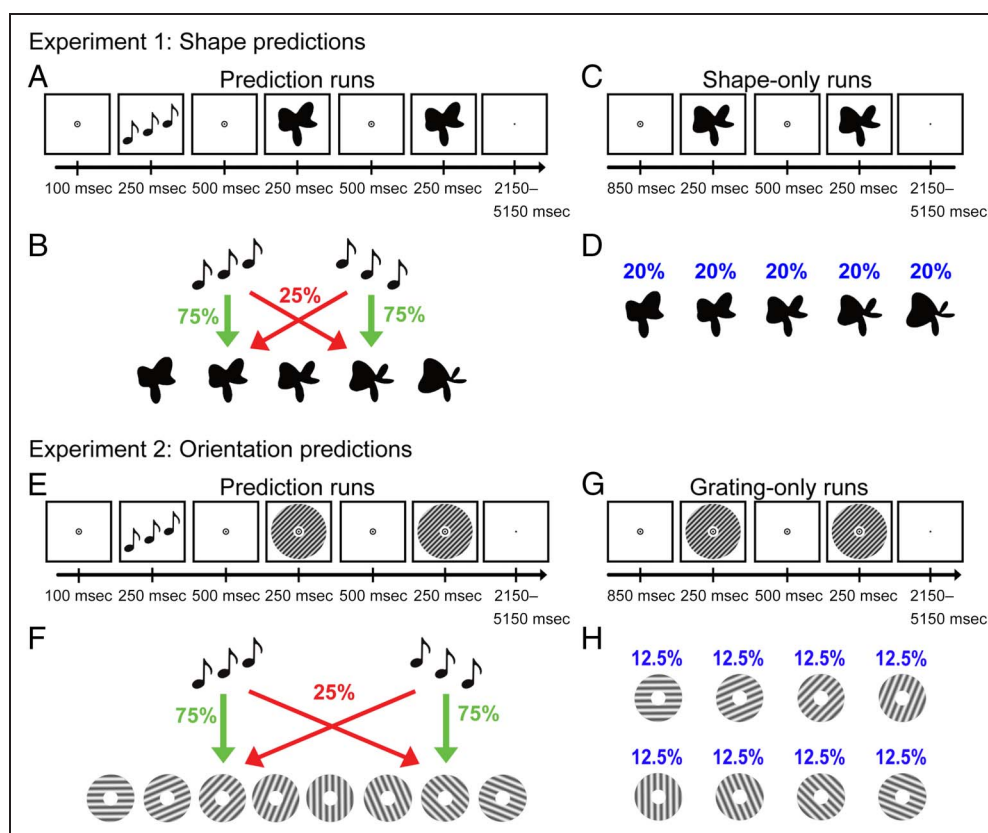 Experiment 1: Shape predictions
A
Prediction runs
100 msec 250 msec 500 msec 250 msec 500 msec 250 msec 2150–
5150 msec
C
Shape-only runs
850 msec 250 msec 500 msec 250 msec 2150–
5150 msec
B
75% 25% 75%
D
20% 20% 20% 20% 20%
Experiment 2: Orientation predictions
E
Prediction runs
100 msec 250 msec 500 msec 250 msec 500 msec 250 msec 2150–
5150 msec
G
Grating-only runs
850 msec 250 msec 500 msec 250 msec 2150–
5150 msec
F
75% 25% 75%
H
12.5% 12.5% 12.5% 12.5%
12.5% 12.5% 12.5% 12.5%